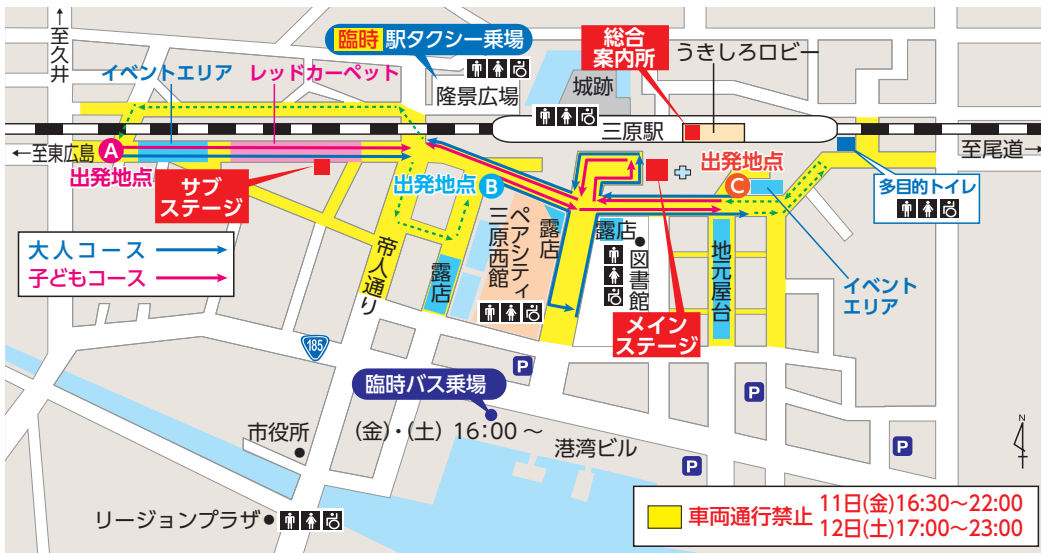 至久井
臨時 駅タクシー乗場
総合
案内所
うきしろロビー
イベントエリア
レッドカーペット
隆景広場
城跡
三原駅
←至東広島
A
出発地点
至尾道→
サブ
ステージ
出発地点 B
出発地点
C
多目的トイレ
大人コース
子どもコース
帝人通り
露店
ペアシティ
三原西館
露店
露店
図書館
地元屋台
イベント
エリア
メイン
ステージ
185
P
P
臨時バス乗場
(金)・(土) 16:00～
市役所
港湾ビル
P
N
リージョンプラザ
車両通行禁止
11日(金)16:30～22:00
12日(土)17:00～23:00